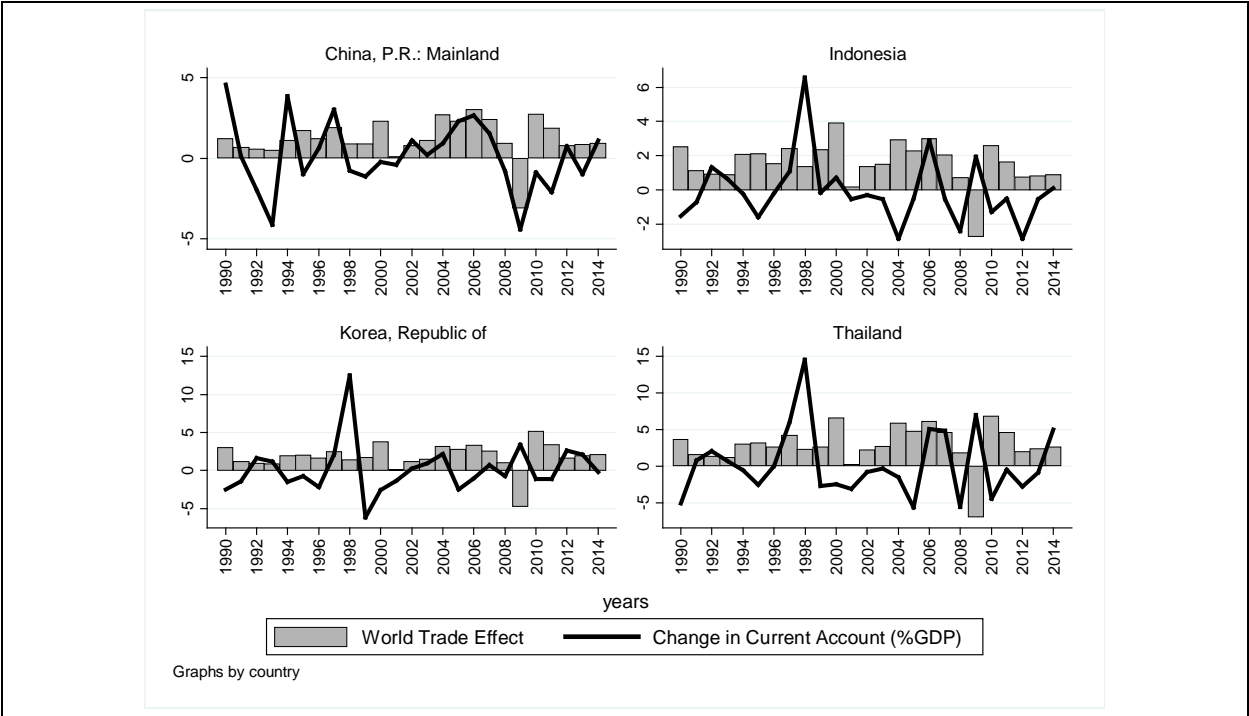 China, P.R.: Mainland
5
0
-5
1990 1992 1994 1996 1998 2000 2002 2004 2006 2008 2010 2012 2014
Indonesia
6
4
2
0
-2
1990 1992 1994 1996 1998 2000 2002 2004 2006 2008 2010 2012 2014
Korea, Republic of
15
10
5
0
-5
1990 1992 1994 1996 1998 2000 2002 2004 2006 2008 2010 2012 2014
Thailand
15
10
5
0
-5
1990 1992 1994 1996 1998 2000 2002 2004 2006 2008 2010 2012 2014
years
World Trade Effect Change in Current Account (%GDP)
Graphs by country